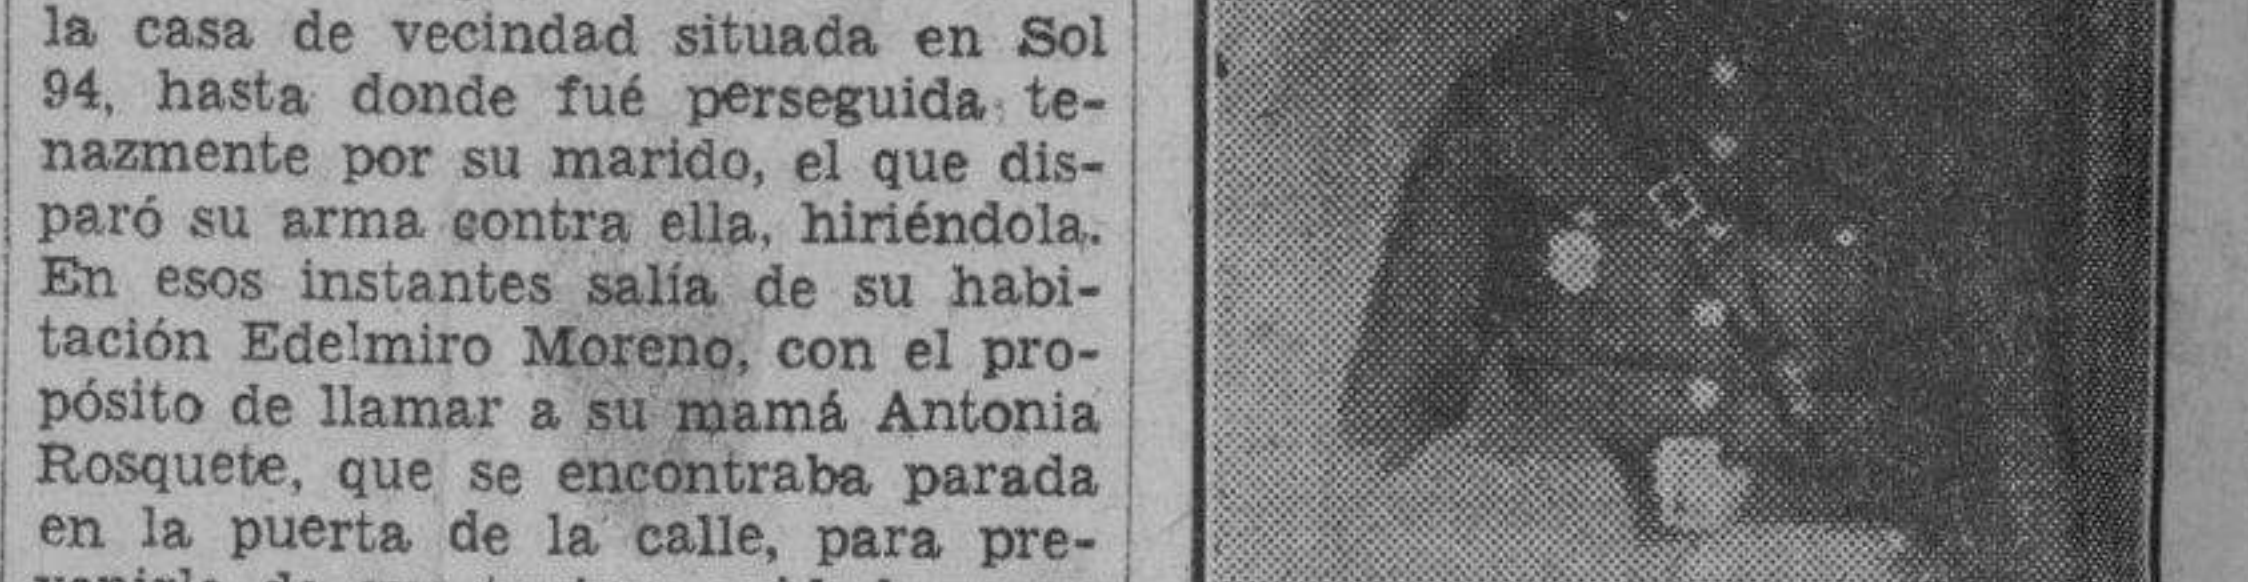 la casa de vecindad situada en Sol
94, hasta donde fué perseguida te-
nazmente por su marido, el que dis-
paró su arma contra ella, hiriéndola.
En esos instantes salía de su habi-
tación Edelmiro Moreno, con el pro-
pósito de llamar a su mamá Antonia
Rosquete, que se encontraba parada
en la puerta de la calle, para pre-